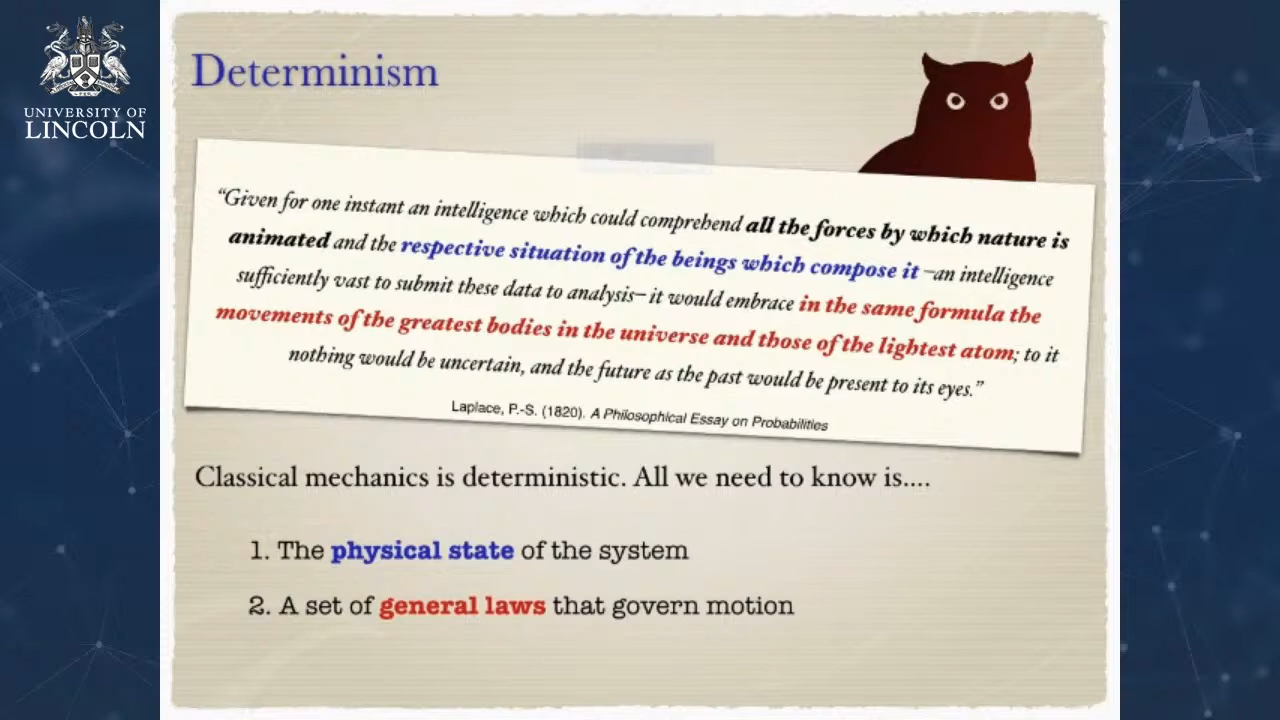 UNIVERSITY OF
LINCOLN
Determinism
“Given for one instant an intelligence which could comprehend all the forces by which nature is
animated and the respective situation of the beings which compose it –an intelligence
sufficiently vast to submit these data to analysis– it would embrace in the same formula the
movements of the greatest bodies in the universe and those of the lightest atom; to it
nothing would be uncertain, and the future as the past would be present to its eyes.”
Laplace, P.-S. (1820). A Philosophical Essay on Probabilities
Classical mechanics is deterministic. All we need to know is....
1. The physical state of the system
2. A set of general laws that govern motion